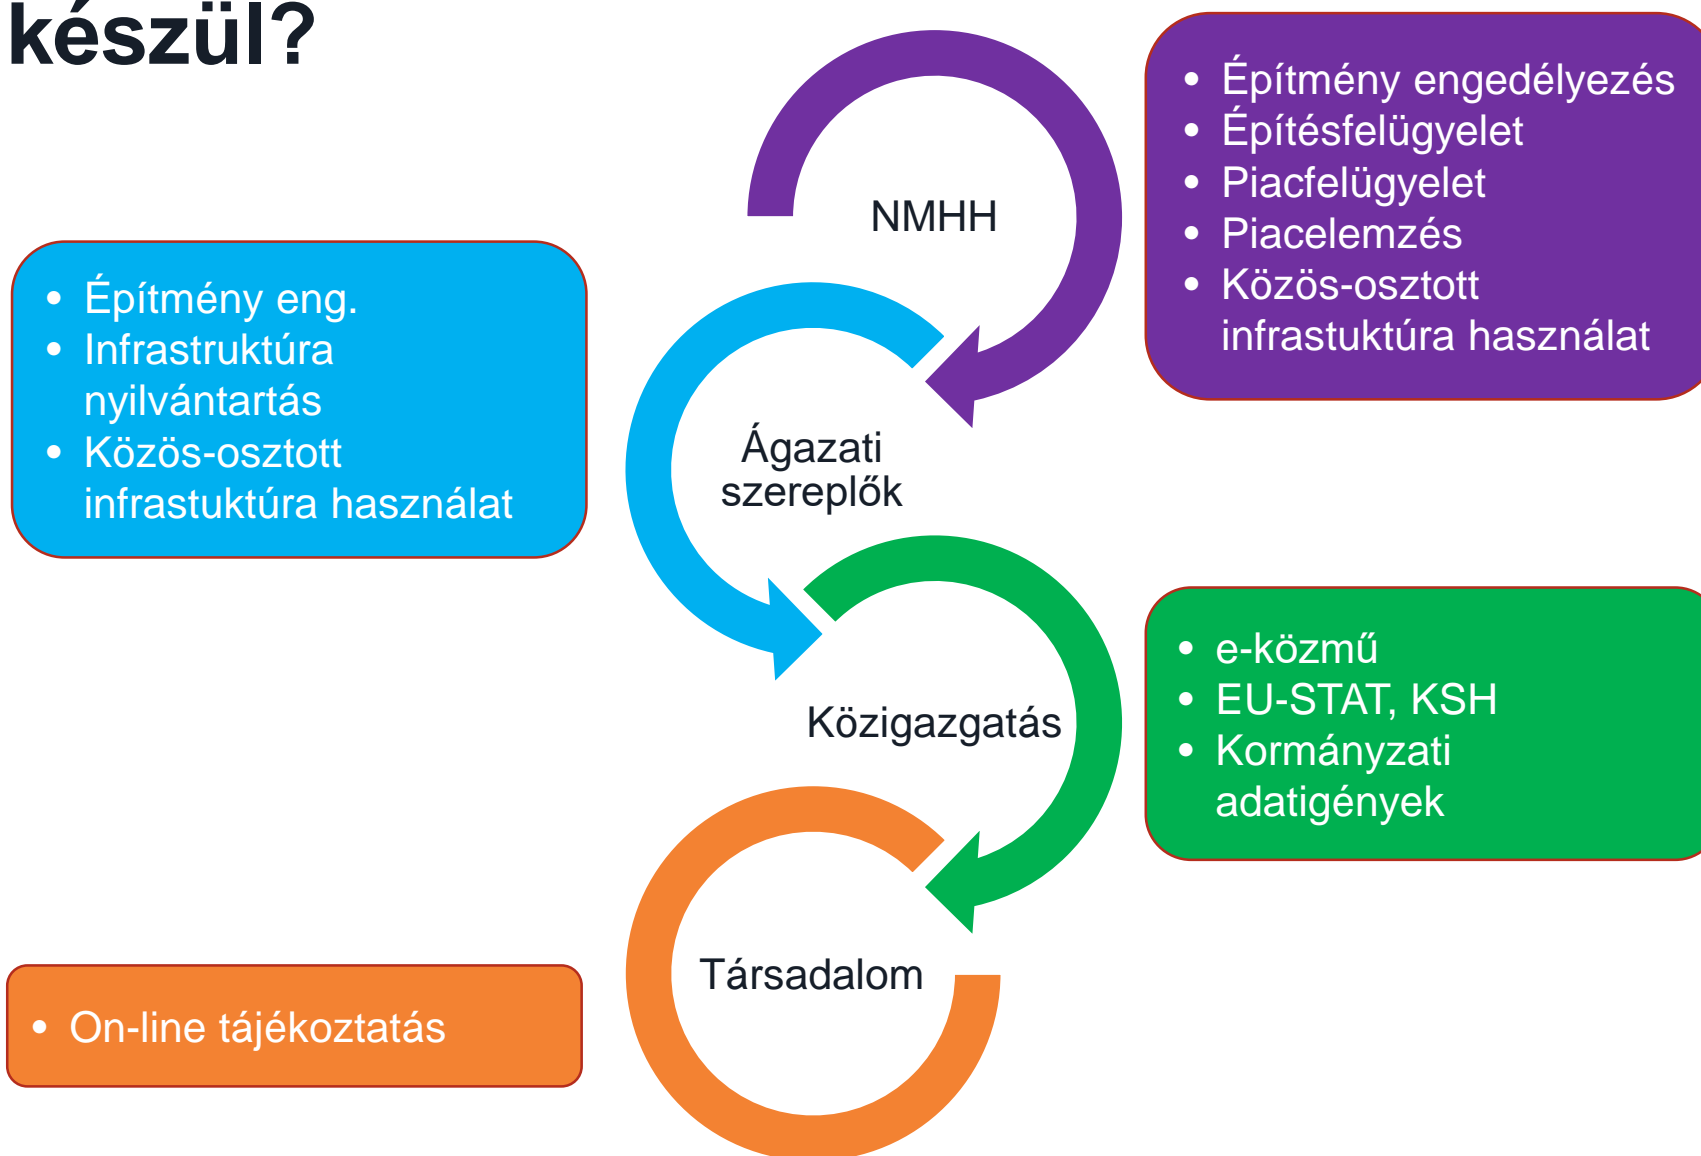 készül?
NMHH
• Építmény engedélyezés
• Építésfelügyelet
• Piacfelügyelet
• Piacelemzés
• Közös-osztott
infrastuktúra használat
• Építmény eng.
• Infrastruktúra
nyilvántartás
• Közös-osztott
infrastuktúra használat
Ágazati
szereplők
Közigazgatás
• e-közmű
• EU-STAT, KSH
• Kormányzati
adatigények
Társadalom
• On-line tájékoztatás